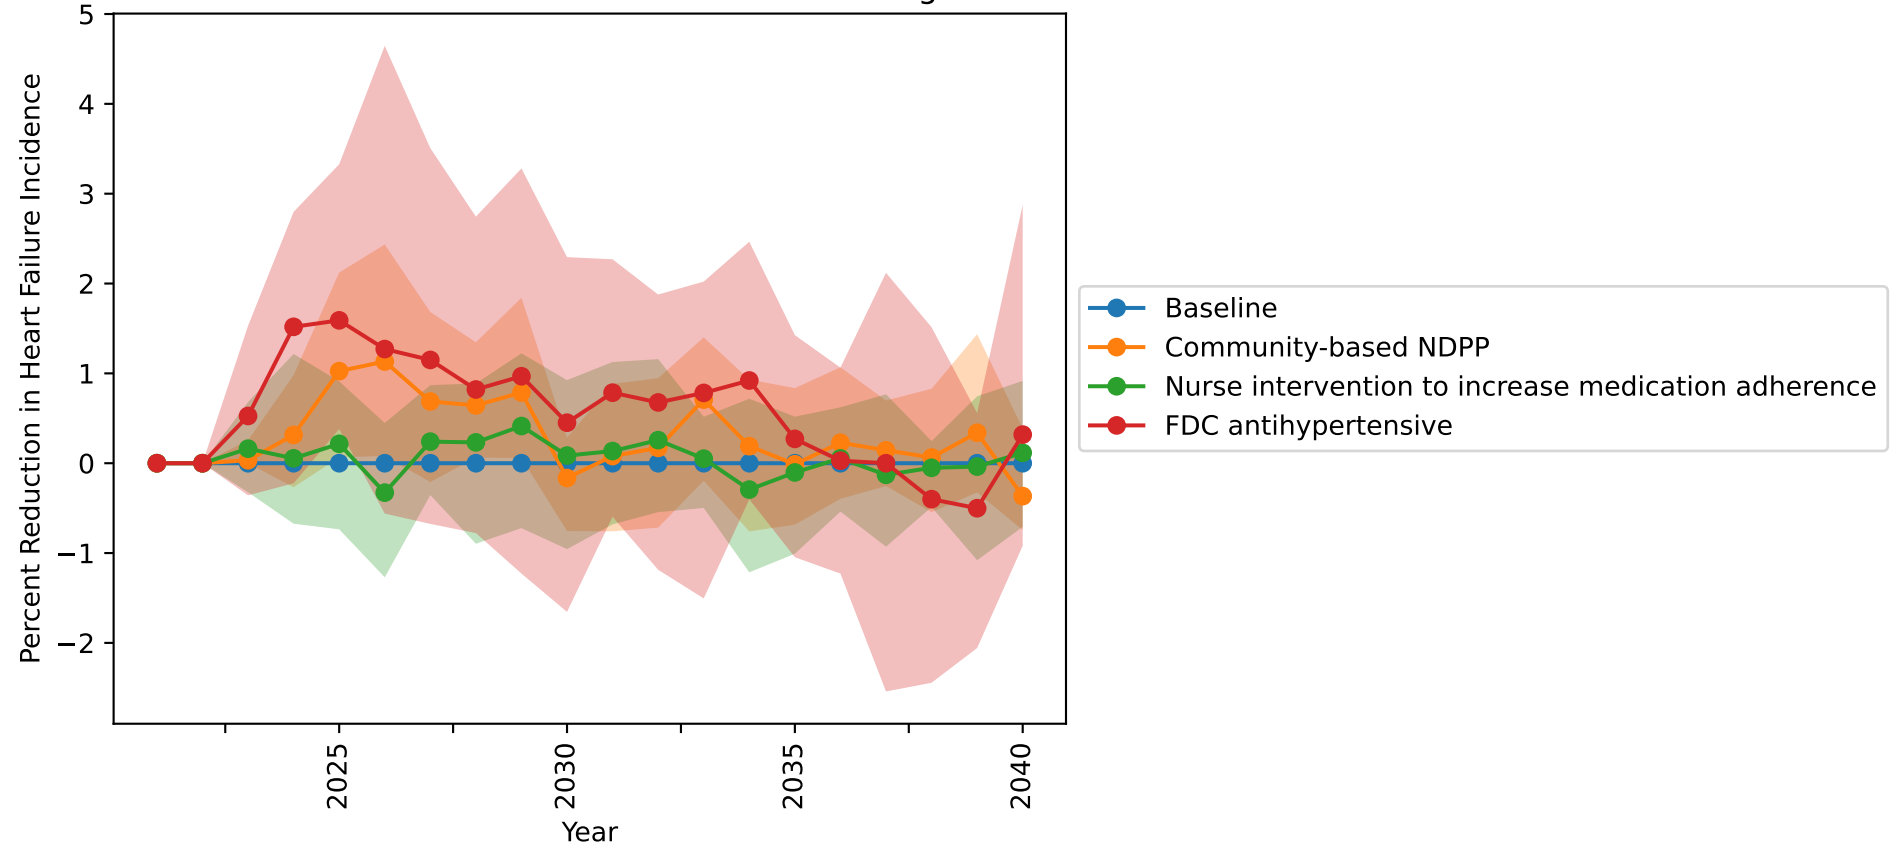 5
4
3
2
1
0
−1
−2
Percent Reduction in Heart Failure Incidence
2025
2030
2035
2040
Year
Baseline
Community-based NDPP
Nurse intervention to increase medication adherence
FDC antihypertensive